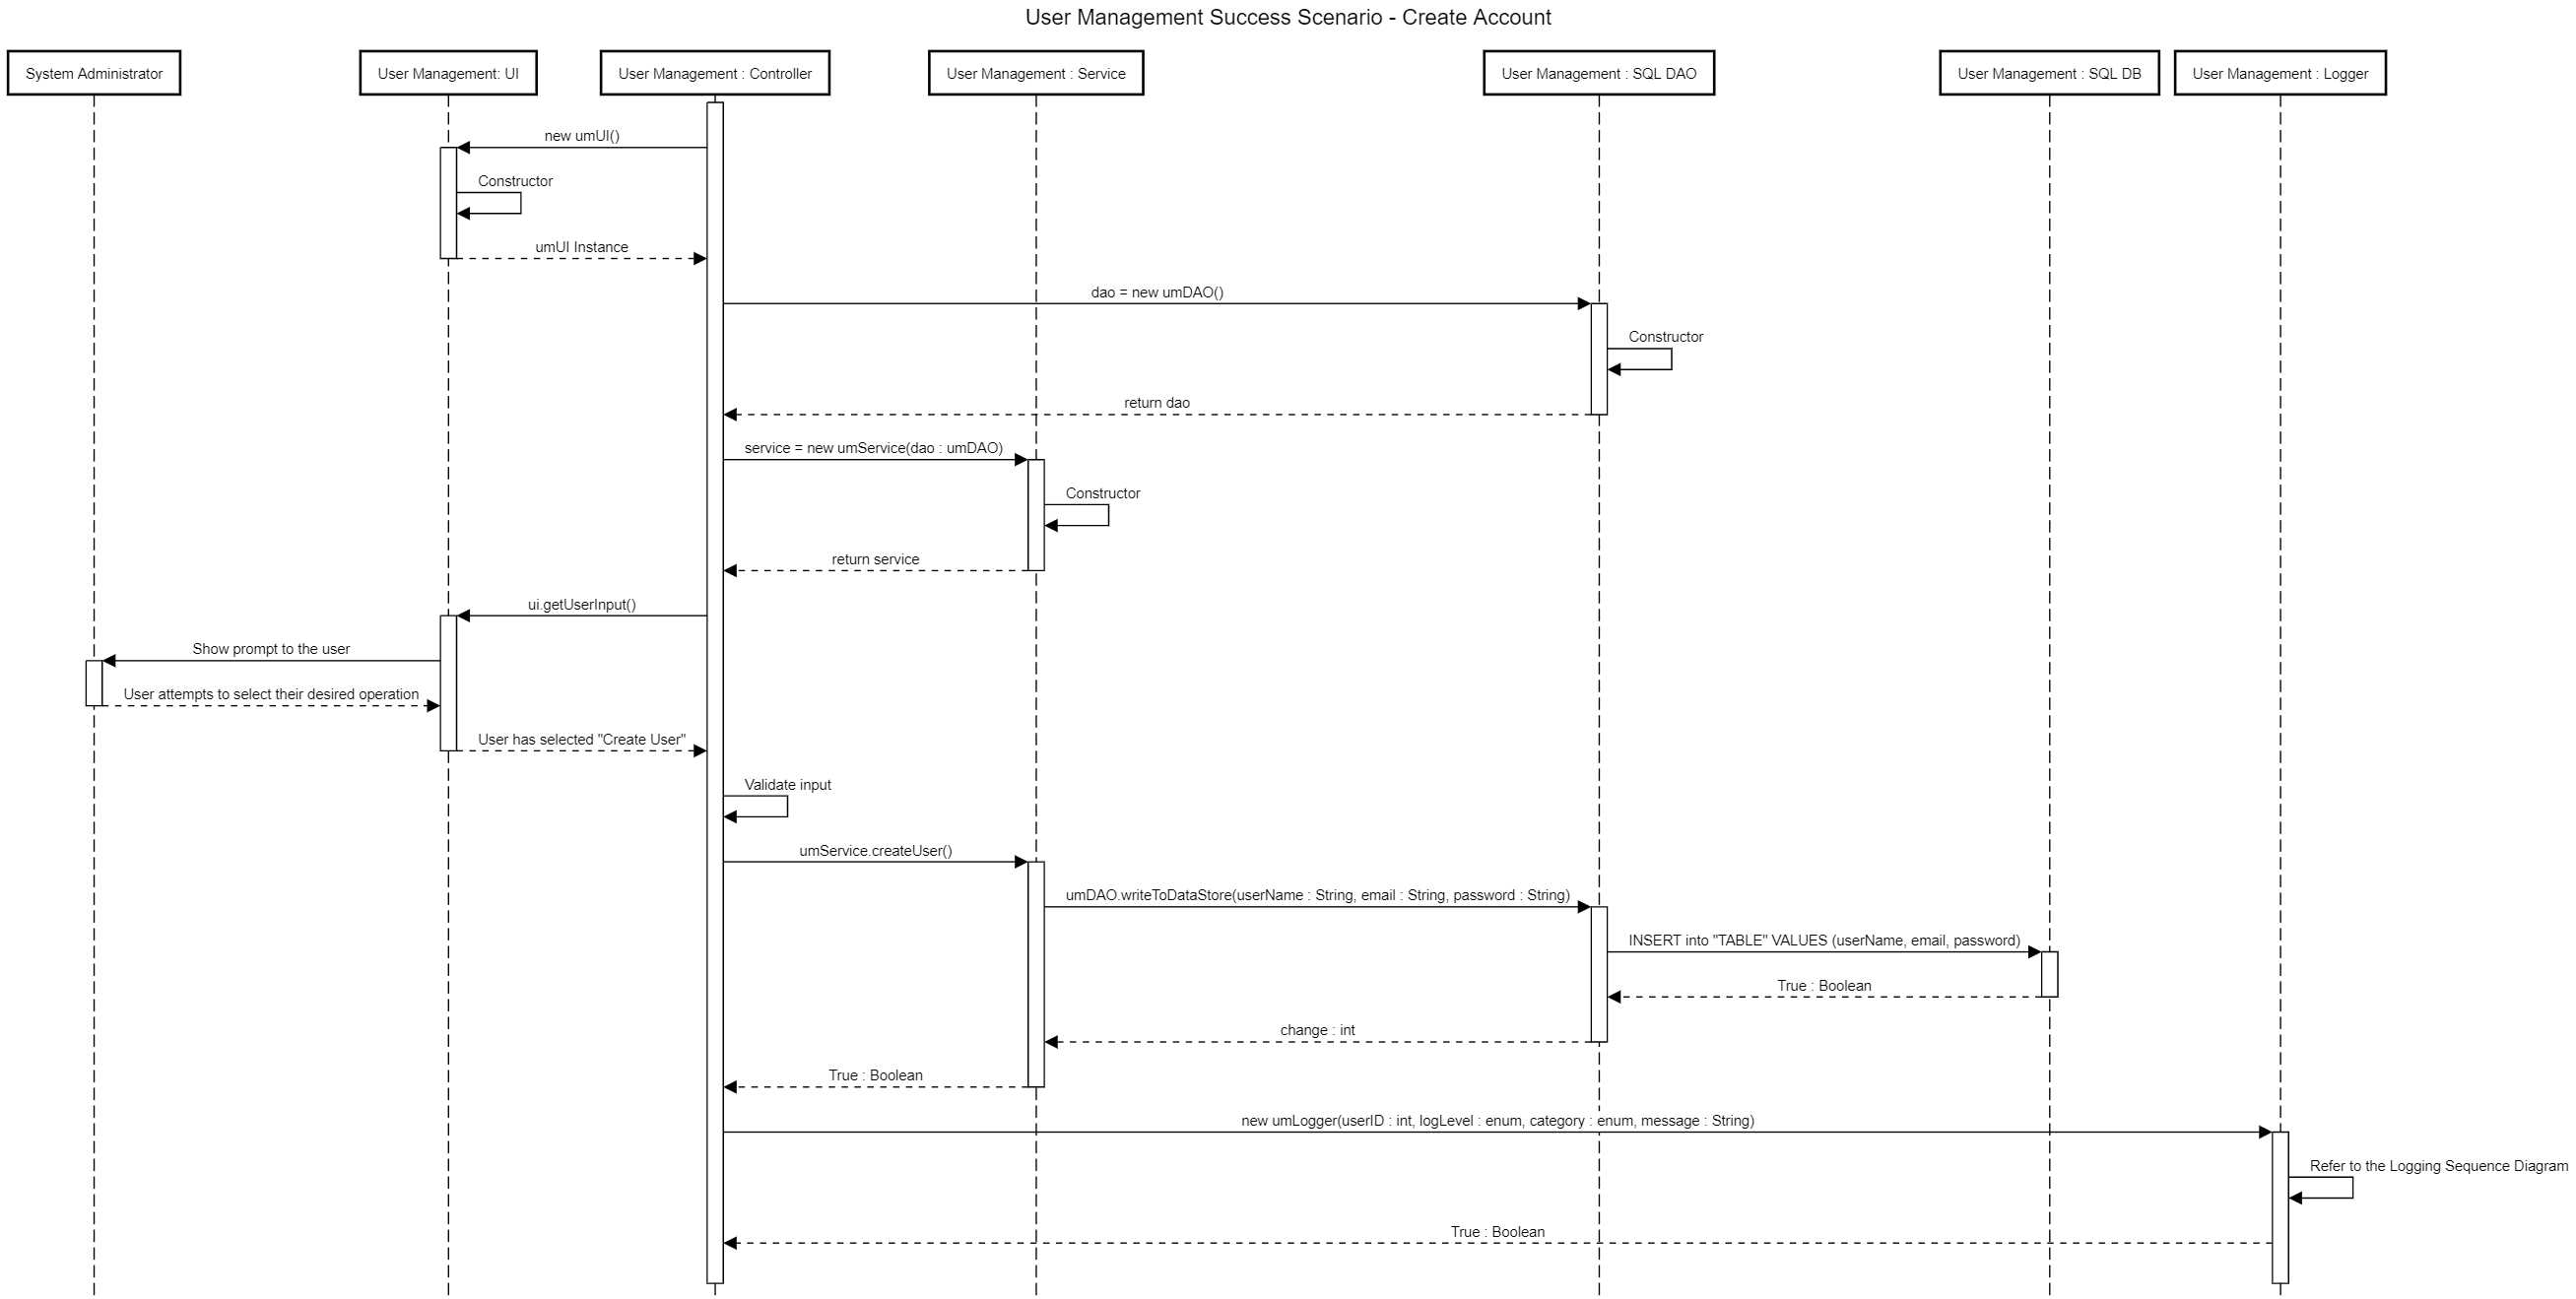 User Management Success Scenario - Create Account
System Administrator
User Management: UI
User Management : Controller
User Management : Service
User Management : SQL DAO
User Management : SQL DB
User Management : Logger
new umUI()
Constructor
umUI Instance
dao = new umDAO()
Constructor
return dao
service = new umService(dao : umDAO)
Constructor
return service
ui.getUserInput()
Show prompt to the user
User attempts to select their desired operation
User has selected "Create User"
Validate input
umService.createUser()
umDAO.writeToDataStore(userName : String, email : String, password : String)
INSERT into "TABLE" VALUES (userName, email, password)
True : Boolean
change : int
True : Boolean
new umLogger(userID : int, logLevel : enum, category : enum, message : String)
Refer to the Logging Sequence Diagram
True : Boolean